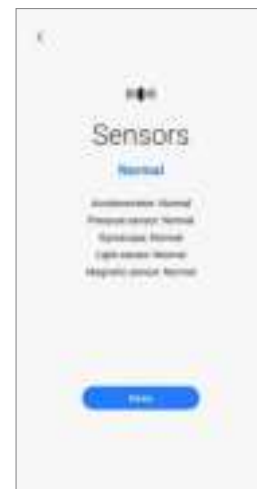 Sensors
Normal
Accelerometer: Normal
Pressure sensor: Normal
Gyroscope: Normal
Light sensor: Normal
Magnetic sensor: Normal